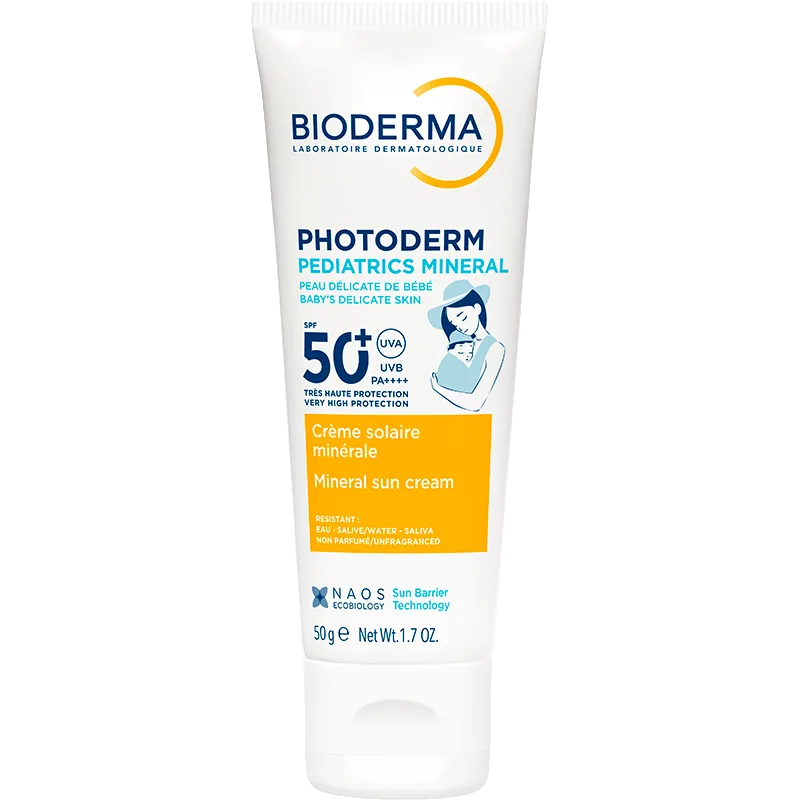 BIODERMA
LABORATOIRE DERMATOLOGIQUE
PHOTODERM
PEDIATRICS MINERAL
PEAU DÉLICATE DE BÉBÉ
BABY'S DELICATE SKIN
SPF
50+
UVA
UVB
PA++++
TRÈS HAUTE PROTECTION
VERY HIGH PROTECTION
Crème solaire
minérale
Mineral sun cream
RESISTANT :
EAU - SALIVE/WATER - SALIVA
NON PARFUMÉ/UNFRAGRANCED
NAOS
ECOBIOLOGY
Sun Barrier
Technology
50g e Net Wt. 1.7 OZ.